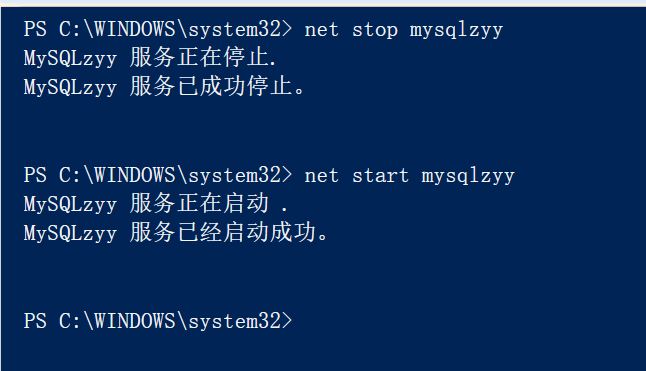 PS C:\WINDOWS\system32> net stop mysqlzyy
MySQLzyy 服务正在停止.
MySQLzyy 服务已成功停止。
PS C:\WINDOWS\system32> net start mysqlzyy
MySQLzyy 服务正在启动 .
MySQLzyy 服务已经启动成功。
PS C:\WINDOWS\system32>